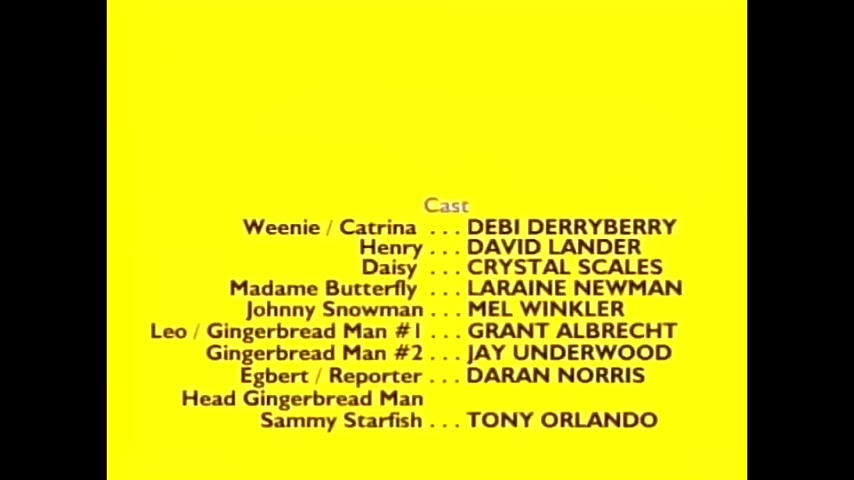 Cast
Weenie / Catrina ... DEBI DERRYBERRY
Henry ... DAVID LANDER
Daisy ... CRYSTAL SCALES
Madame Butterfly ... LARAINE NEWMAN
Johnny Snowman ... MEL WINKLER
Leo / Gingerbread Man #1 ... GRANT ALBRECHT
Gingerbread Man #2 ... JAY UNDERWOOD
Egbert / Reporter ... DARAN NORRIS
Head Gingerbread Man
Sammy Starfish ... TONY ORLANDO